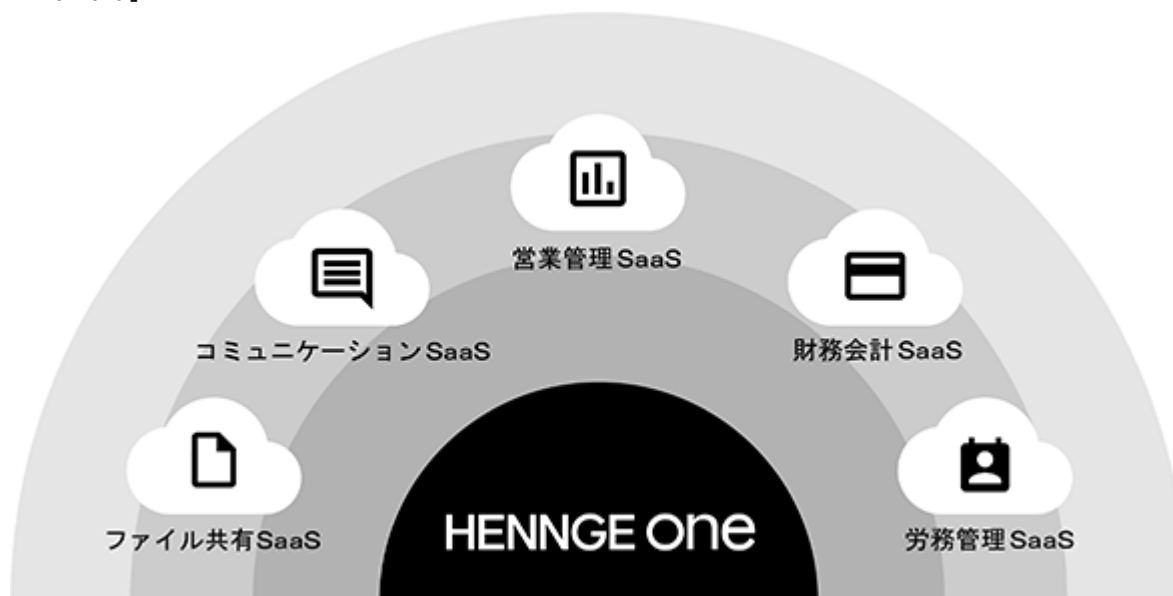 営業管理SaaS
コミュニケーションSaaS
財務会計SaaS
ファイル共有SaaS
HENNGE one
労務管理SaaS